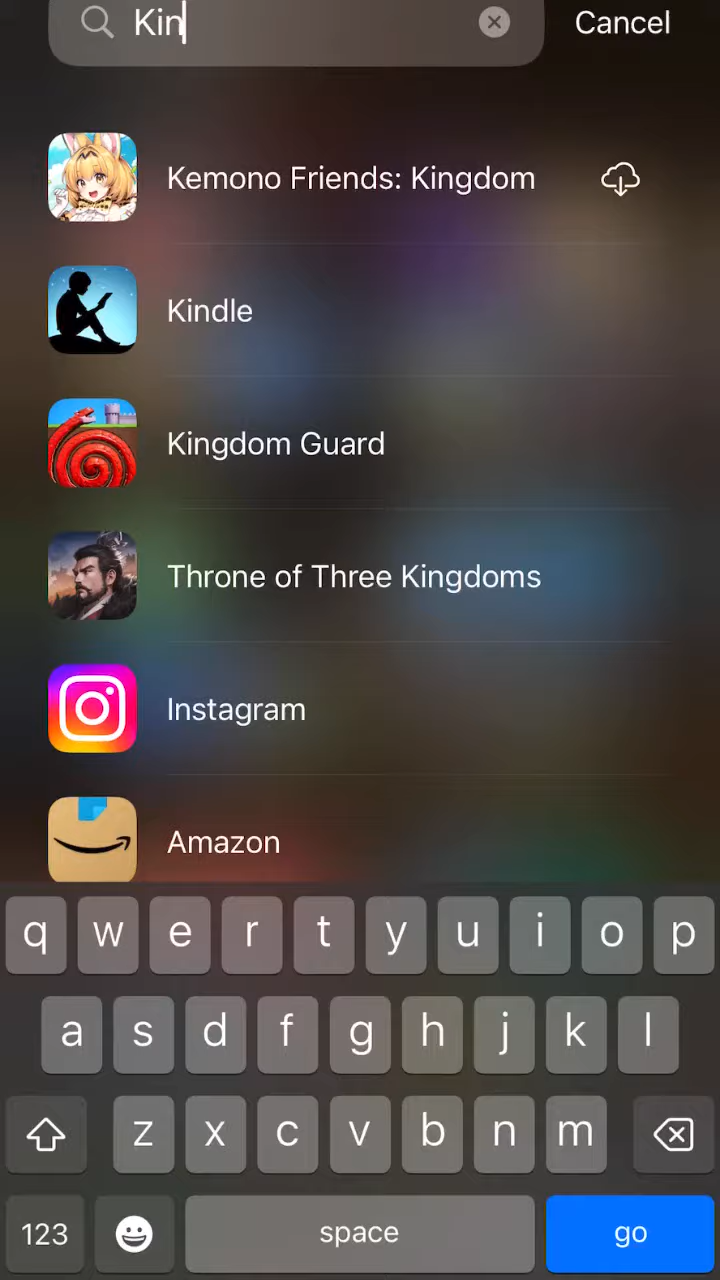 Kin
Cancel
Kemono Friends: Kingdom
Kindle
Kingdom Guard
Throne of Three Kingdoms
Instagram
Amazon
q w e r t y u i o p
a s d f g h j k l
z x c v b n m
123 space go